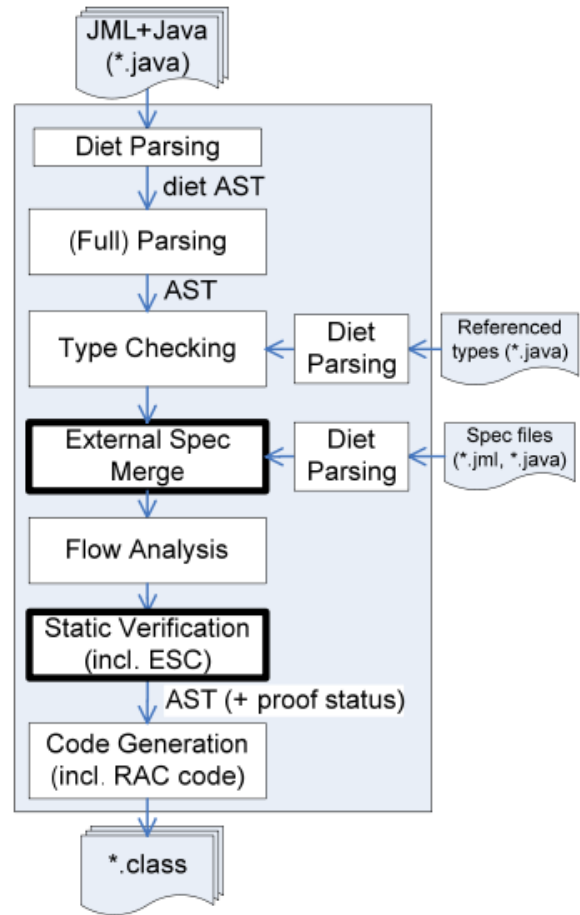 JML+Java
(*.java)
Diet Parsing
diet AST
(Full) Parsing
AST
Type Checking
Diet
Parsing
Referenced
types (*.java)
External Spec
Merge
Diet
Parsing
Spec files
(*.jml, *.java)
Flow Analysis
Static Verification
(incl. ESC)
AST (+ proof status)
Code Generation
(incl. RAC code)
*.class